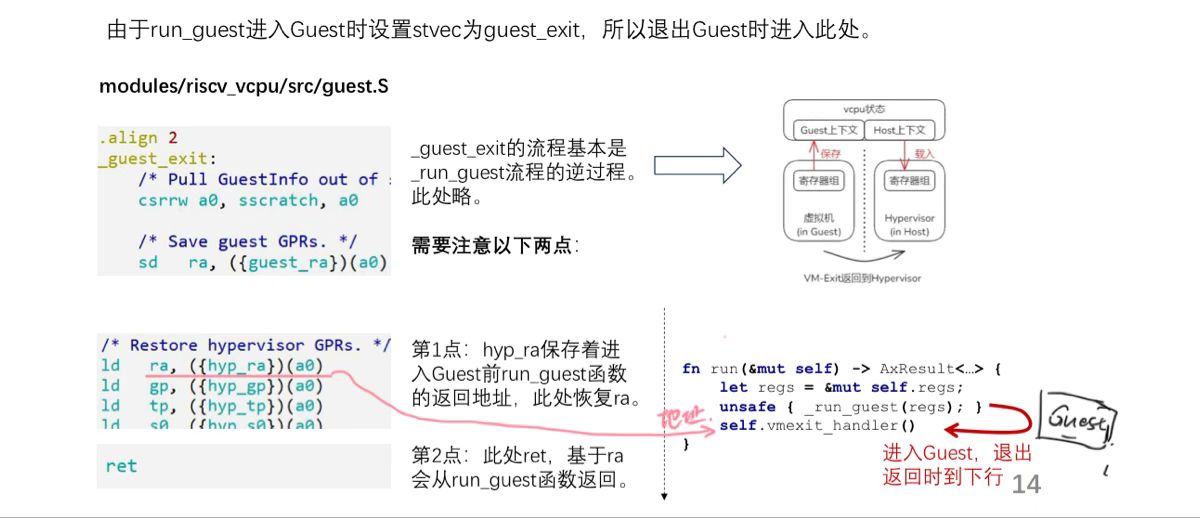 由于run_guest进入Guest时设置stvec为guest_exit，所以退出Guest时进入此处。
modules/riscv_vcpu/src/guest.S
.align 2
_guest_exit:
/* Pull GuestInfo out of
csrrw a0, sscratch, a0
/* Save guest GPRs. */
sd   ra, ({guest_ra})(a0)
_guest_exit的流程基本是
_run_guest流程的逆过程。
此处略。
需要注意以下两点：
vcpu状态
Guest上下文 Host上下文
保存 载入
寄存器组 寄存器组
虚拟机
(in Guest)
Hypervisor
(in Host)
VM-Exit返回到Hypervisor
/* Restore hypervisor GPRs. */
ld   ra, ({hyp_ra})(a0)
ld   gp, ({hyp_gp})(a0)
ld   tp, ({hyp_tp})(a0)
ld   s0, ({hyp_s0})(a0)
ret
第1点：hyp_ra保存着进
入Guest前run_guest函数
的返回地址，此处恢复ra。
第2点：此处ret，基于ra
会从run_guest函数返回。
地址.
fn run(&mut self) -> AxResult<…> {
let regs = &mut self.regs;
unsafe { _run_guest(regs); }
self.vmexit_handler()
}
Guest
进入Guest，退出
返回时到下行
14